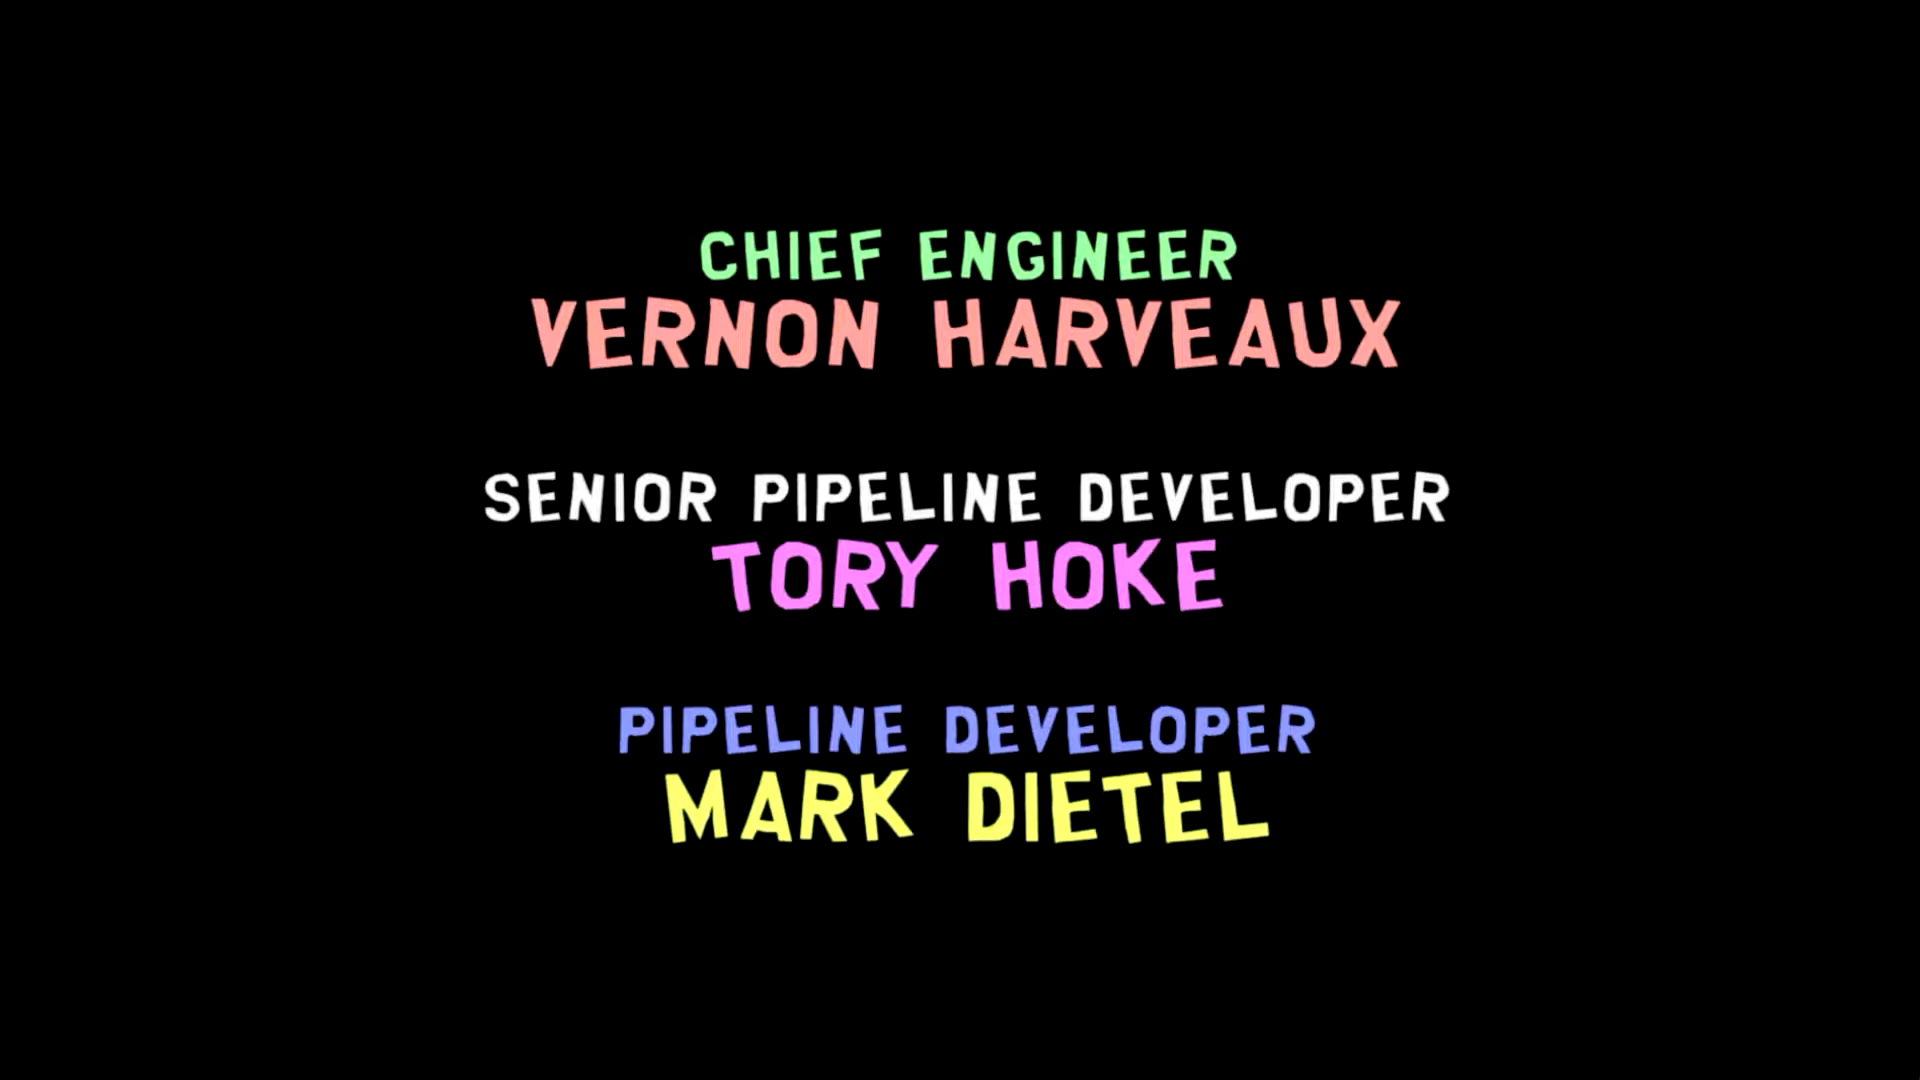 CHIEF ENGINEER
VERNON HARVEAUX
SENIOR PIPELINE DEVELOPER
TORY HOKE
PIPELINE DEVELOPER
MARK DIETEL